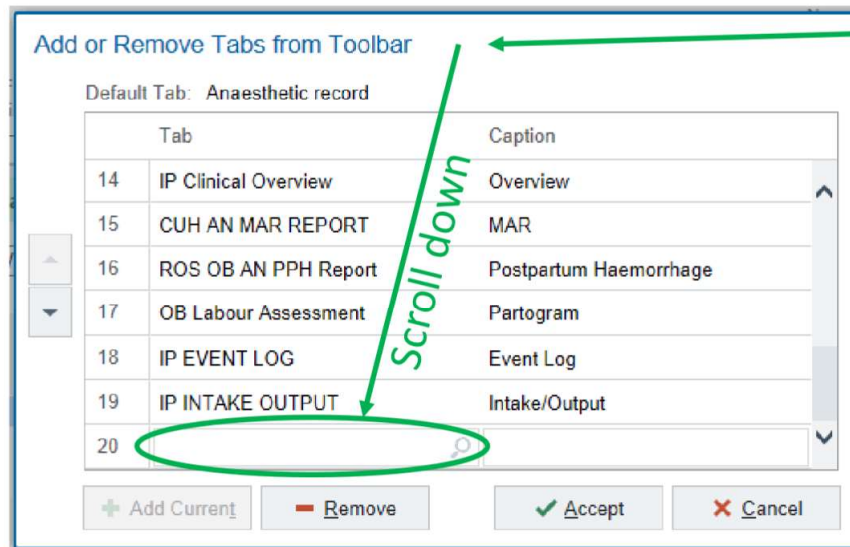 Add or Remove Tabs from Toolbar
Default Tab: Anaesthetic record
Tab Caption
14 IP Clinical Overview Overview
15 CUH AN MAR REPORT MAR
16 ROS OB AN PPH Report Postpartum Haemorrhage
17 OB Labour Assessment Partogram
18 IP EVENT LOG Event Log
19 IP INTAKE OUTPUT Intake/Output
20
Scroll down
Add Current Remove Accept Cancel